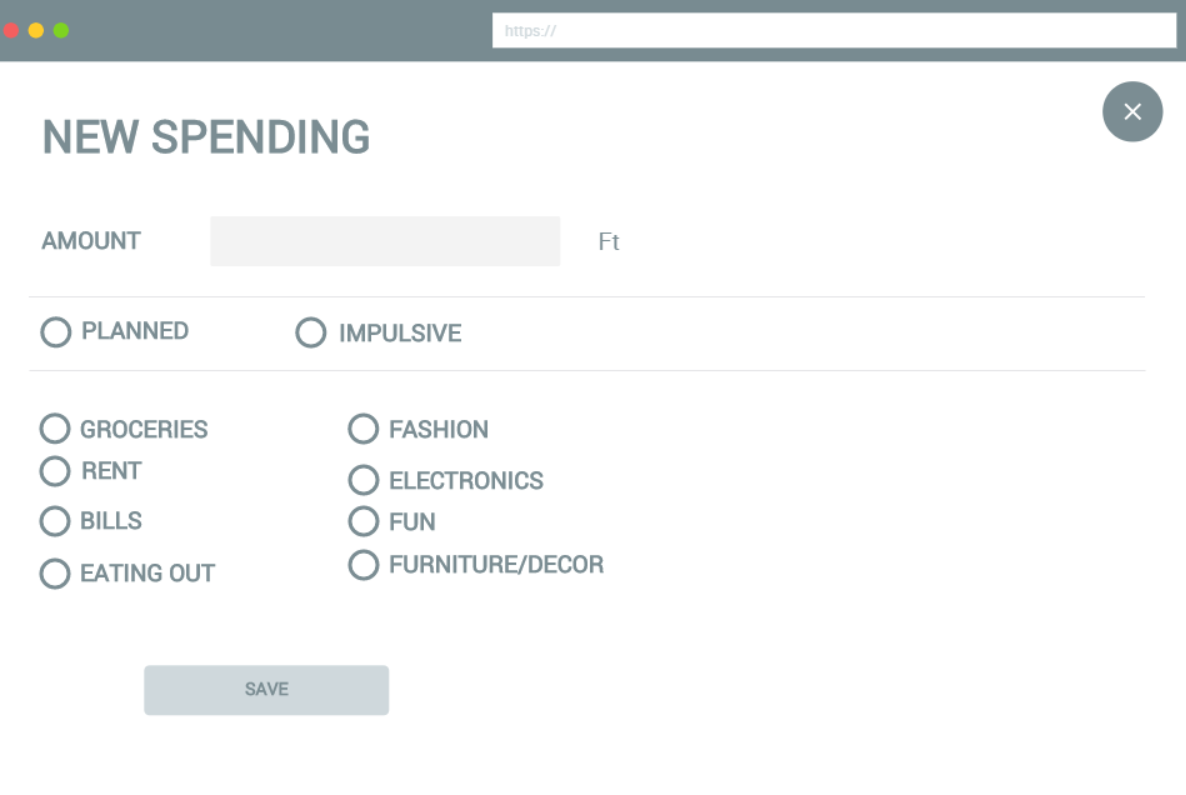 https://
NEW SPENDING
AMOUNT Ft
PLANNED IMPULSIVE
GROCERIES FASHION
RENT ELECTRONICS
BILLS FUN
EATING OUT FURNITURE/DECOR
SAVE